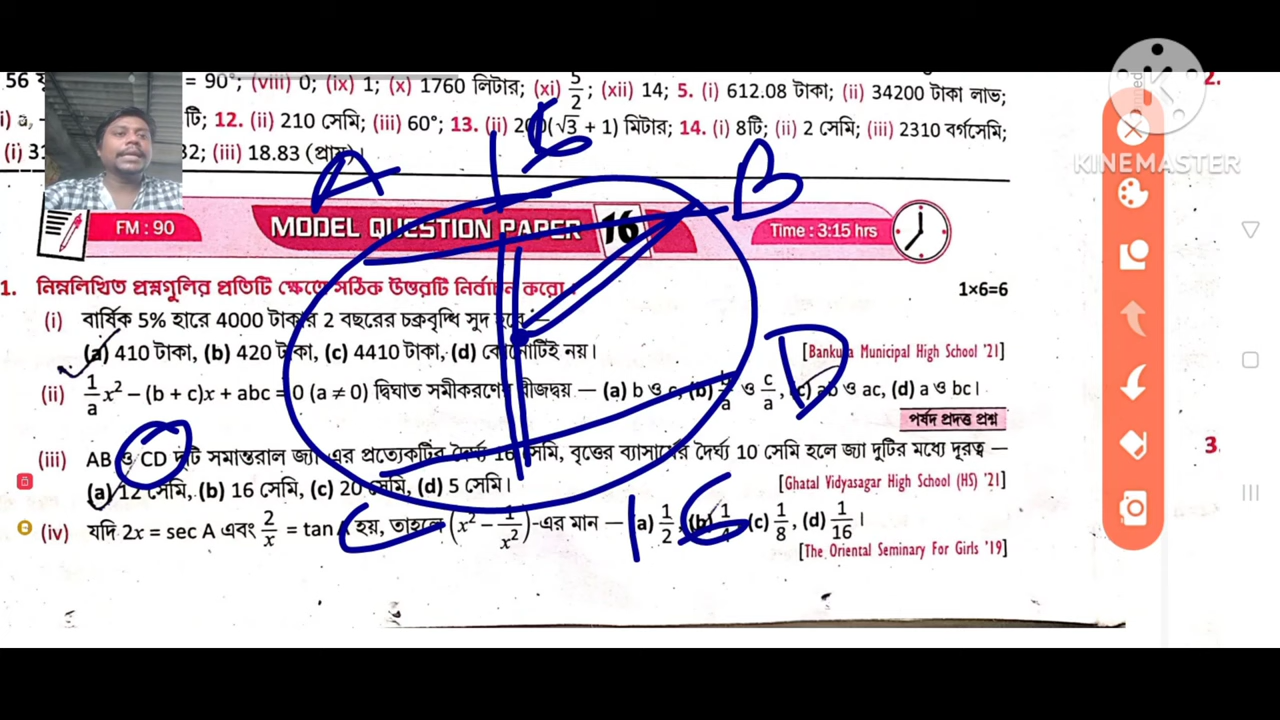 56 = 90°; (viii) 0; (ix) 1; (x) 1760 লিটার; (xi) 5/2; (xii) 14; 5. (i) 612.08 টাকা; (ii) 34200 টাকা লাভ;
i) a, টি; 12. (ii) 210 সেমি; (iii) 60°; 13. (ii) 200(√3 + 1) মিটার; 14. (i) 8টি; (ii) 2 সেমি; (iii) 2310 বর্গসেমি;
(i) 32; (iii) 18.83 (প্রায়)।
KINEMASTER
16
A B
FM : 90 MODEL QUESTION PAPER 16 Time : 3:15 hrs
1. নিম্নলিখিত প্রশ্নগুলির প্রতিটি ক্ষেত্রে সঠিক উত্তরটি নির্বাচন করো : 1×6=6
(i) বার্ষিক 5% হারে 4000 টাকার 2 বছরের চক্রবৃদ্ধি সুদ হবে —
(a) 410 টাকা, (b) 420 টাকা, (c) 4410 টাকা, (d) কোনোটিই নয়। [Bankura Municipal High School '21]
D
(ii) 1/a x² − (b + c)x + abc = 0 (a ≠ 0) দ্বিঘাত সমীকরণের বীজদ্বয় — (a) b ও c, (b) b/a ও c/a, (c) ab ও ac, (d) a ও bc।
পর্ষদ প্রদত্ত প্রশ্ন
3.
(iii) AB ও CD দুটি সমান্তরাল জ্যা-এর প্রত্যেকটির দৈর্ঘ্য 16 সেমি, বৃত্তের ব্যাসার্ধের দৈর্ঘ্য 10 সেমি হলে জ্যা দুটির মধ্যে দূরত্ব —
(a) 12 সেমি, (b) 16 সেমি, (c) 20 সেমি, (d) 5 সেমি। [Ghatal Vidyasagar High School (HS) '21]
C 16
(iv) যদি 2x = sec A এবং 2/x = tan A হয়, তাহলে (x² − 1/x²)-এর মান — (a) 1/2, (b) 1/4, (c) 1/8, (d) 1/16।
[The Oriental Seminary For Girls '19]